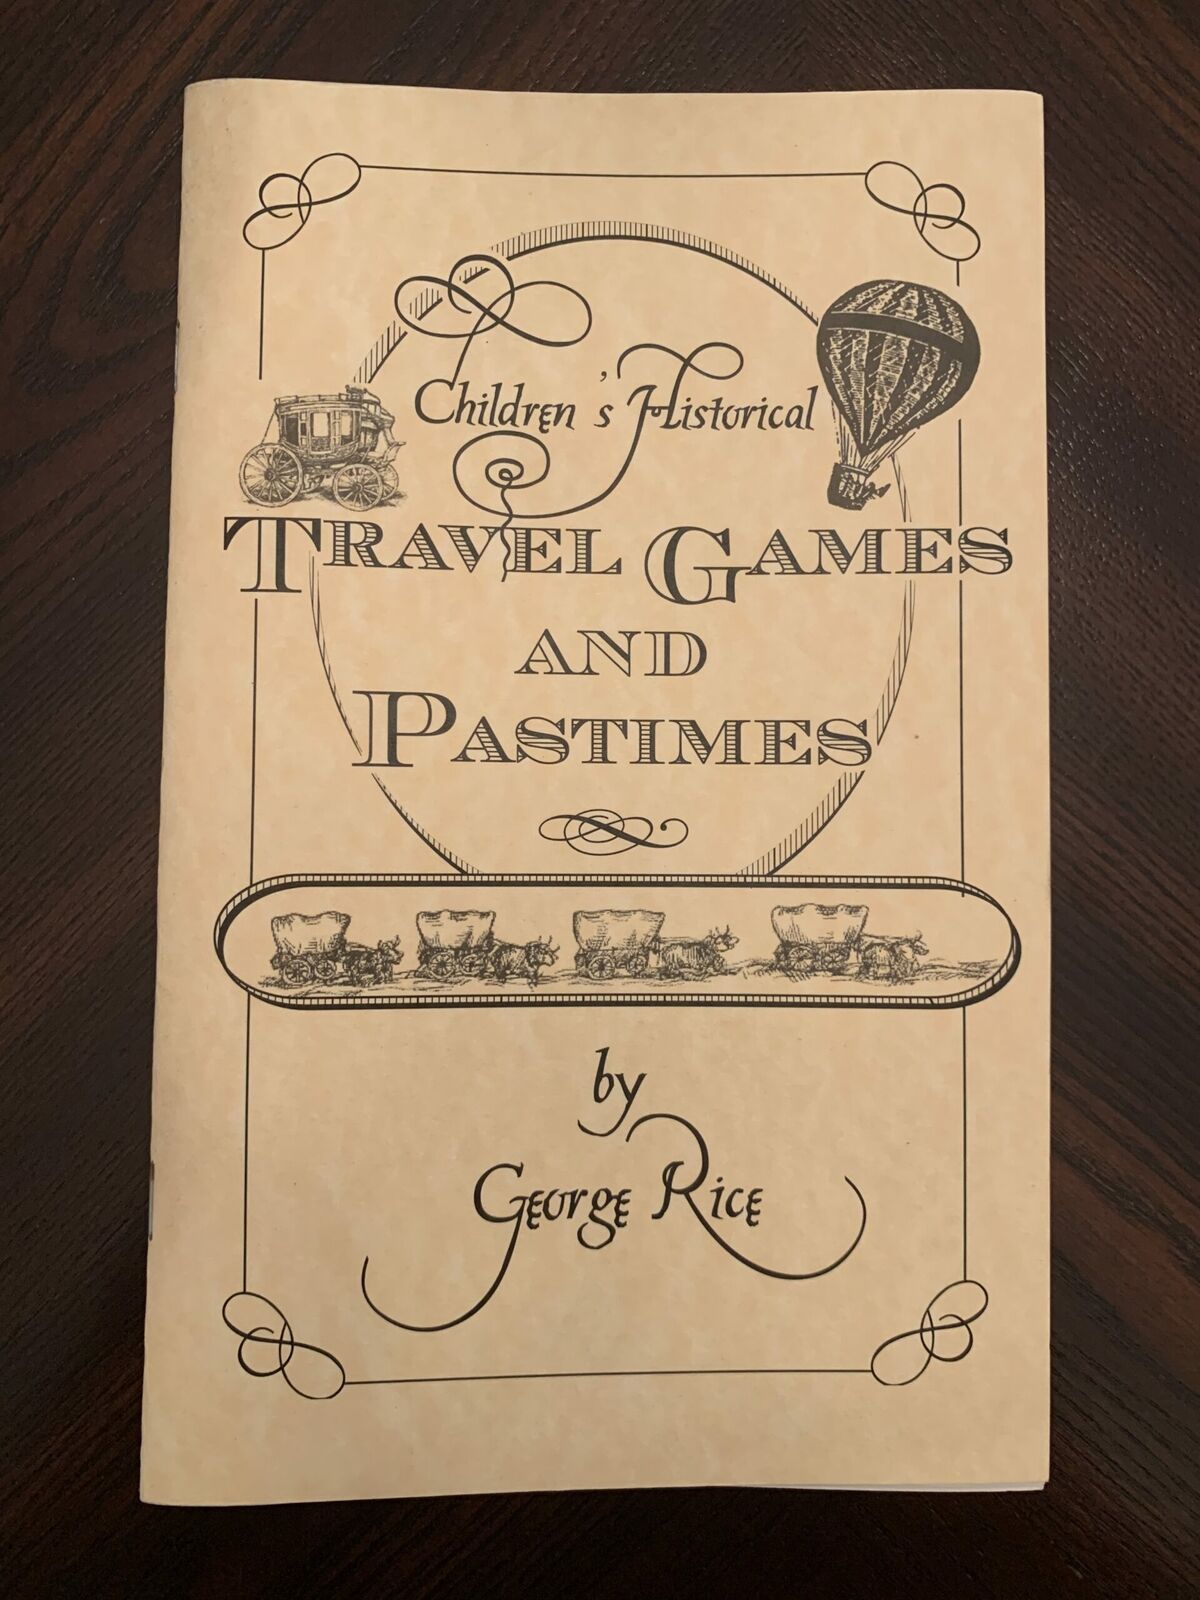 Children's Historical
TRAVEL GAMES
AND
PASTIMES
by
George Rice